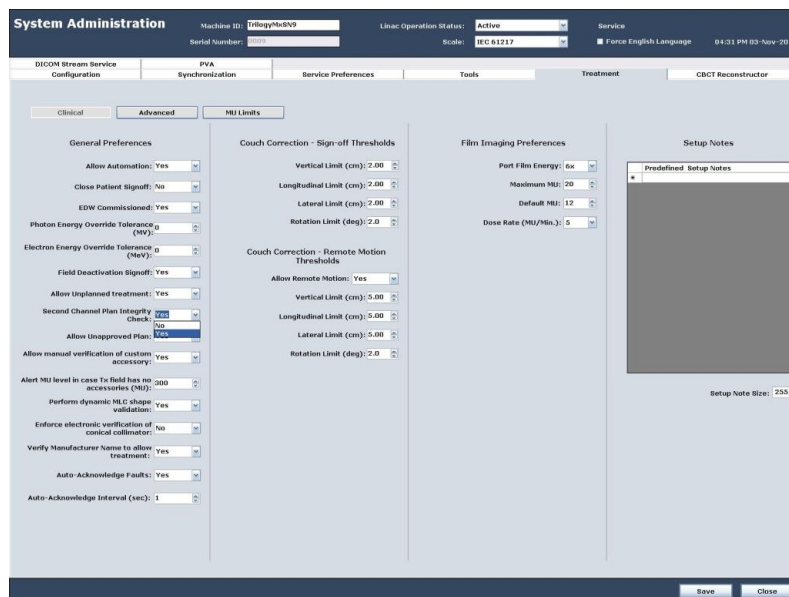 System Administration
Machine ID: TrilogyMxSN9
Linac Operation Status: Active
Service
Serial Number: 0009
Scale: IEC 61217
Force English Language
04:31 PM 03-Nov-20
DICOM Stream Service
PVA
Configuration
Synchronization
Service Preferences
Tools
Treatment
CBCT Reconstructor
Clinical
Advanced
MU Limits
General Preferences
Allow Automation: Yes
Close Patient Signoff: No
EDW Commissioned: Yes
Photon Energy Override Tolerance (MV): 0
Electron Energy Override Tolerance (MeV): 0
Field Deactivation Signoff: Yes
Allow Unplanned treatment: Yes
Second Channel Plan Integrity Check: Yes
No
Yes
Allow Unapproved Plan:
Allow manual verification of custom accessory: Yes
Alert MU level in case Tx field has no accessories (MU): 300
Perform dynamic MLC shape validation: Yes
Enforce electronic verification of conical collimator: No
Verify Manufacturer Name to allow treatment: Yes
Auto-Acknowledge Faults: Yes
Auto-Acknowledge Interval (sec): 1
Couch Correction - Sign-off Thresholds
Vertical Limit (cm): 2.00
Longitudinal Limit (cm): 2.00
Lateral Limit (cm): 2.00
Rotation Limit (deg): 2.0
Couch Correction - Remote Motion Thresholds
Allow Remote Motion: Yes
Vertical Limit (cm): 5.00
Longitudinal Limit (cm): 5.00
Lateral Limit (cm): 5.00
Rotation Limit (deg): 2.0
Film Imaging Preferences
Port Film Energy: 6x
Maximum MU: 20
Default MU: 12
Dose Rate (MU/Min.): 5
Setup Notes
Predefined Setup Notes
*
Setup Note Size: 255
Save
Close